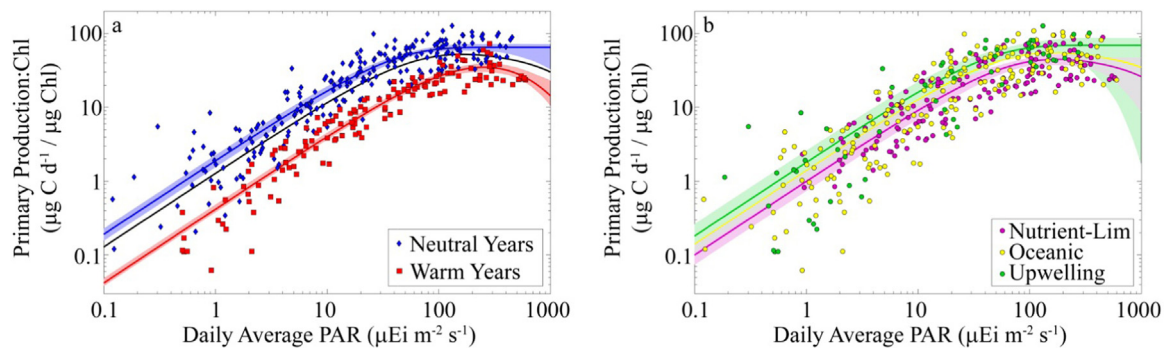 a
100
10
1
0.1
0.1 1 10 100 1000
Primary Production:Chl
(µg C d⁻¹ / µg Chl)
Daily Average PAR (µEi m⁻² s⁻¹)
Neutral Years
Warm Years
b
100
10
1
0.1
0.1 1 10 100 1000
Primary Production:Chl
(µg C d⁻¹ / µg Chl)
Daily Average PAR (µEi m⁻² s⁻¹)
Nutrient-Lim
Oceanic
Upwelling